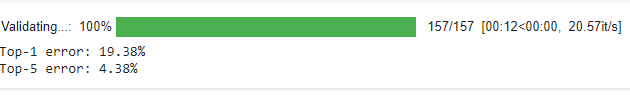 Validating...: 100% 157/157 [00:12<00:00, 20.57it/s]
Top-1 error: 19.38%
Top-5 error: 4.38%